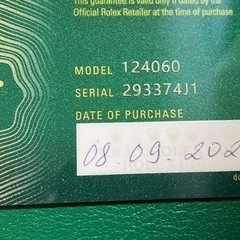 This guarantee is valid only if dated by the
Official Rolex Retailer at the time of purchase
MODEL 124060
SERIAL 293374J1
DATE OF PURCHASE
08.09.202